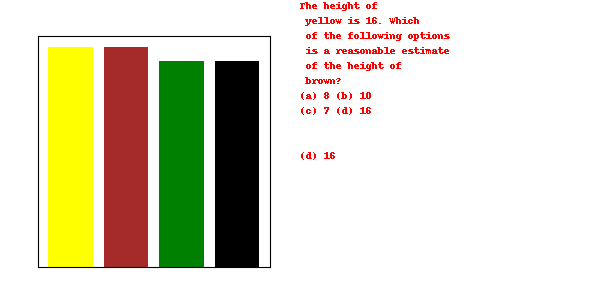 The height of
yellow is 16. Which
of the following options
is a reasonable estimate
of the height of
brown?
(a) 8 (b) 10
(c) 7 (d) 16
(d) 16